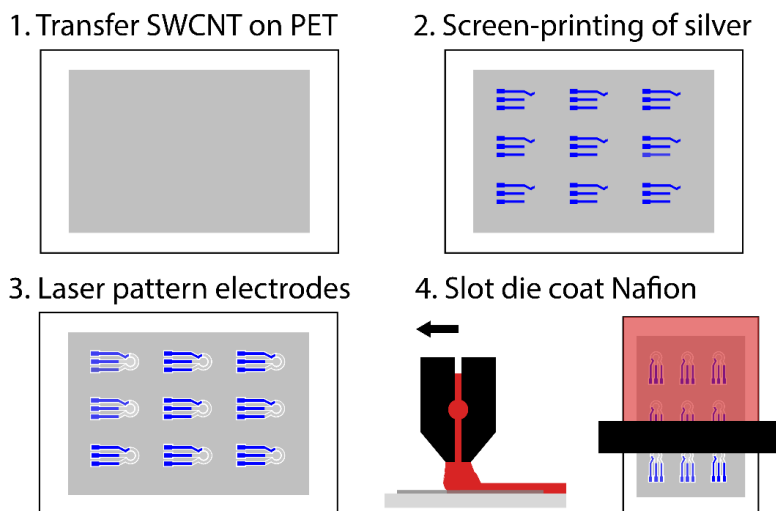 1. Transfer SWCNT on PET
2. Screen-printing of silver
3. Laser pattern electrodes
4. Slot die coat Nafion